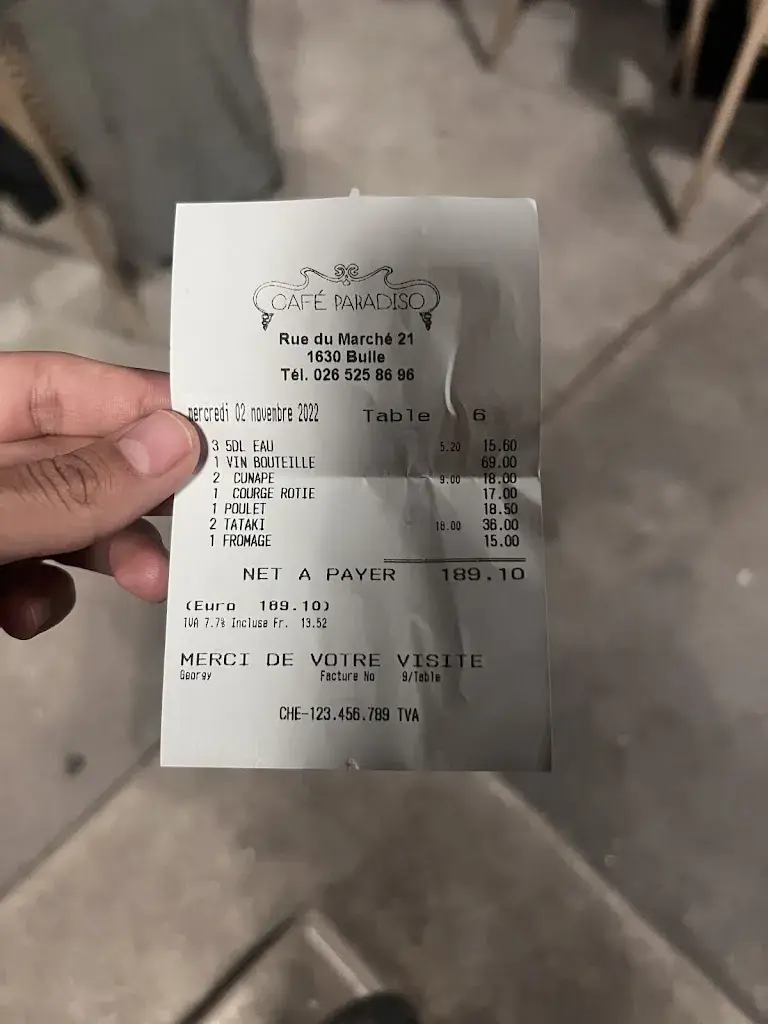 CAFÉ PARADISO
Rue du Marché 21
1630 Bulle
Tél. 026 525 86 96
mercredi 02 novembre 2022 Table 6
3 5DL EAU 5.20 15.60
1 VIN BOUTEILLE 69.00
2 CUNAPE 9.00 18.00
1 COURGE ROTIE 17.00
1 POULET 18.50
2 TATAKI 18.00 36.00
1 FROMAGE 15.00
NET A PAYER 189.10
(Euro 189.10)
TVA 7.7% Incluse Fr. 13.52
MERCI DE VOTRE VISITE
Georgy Facture No 9/Table
CHE-123.456.789 TVA